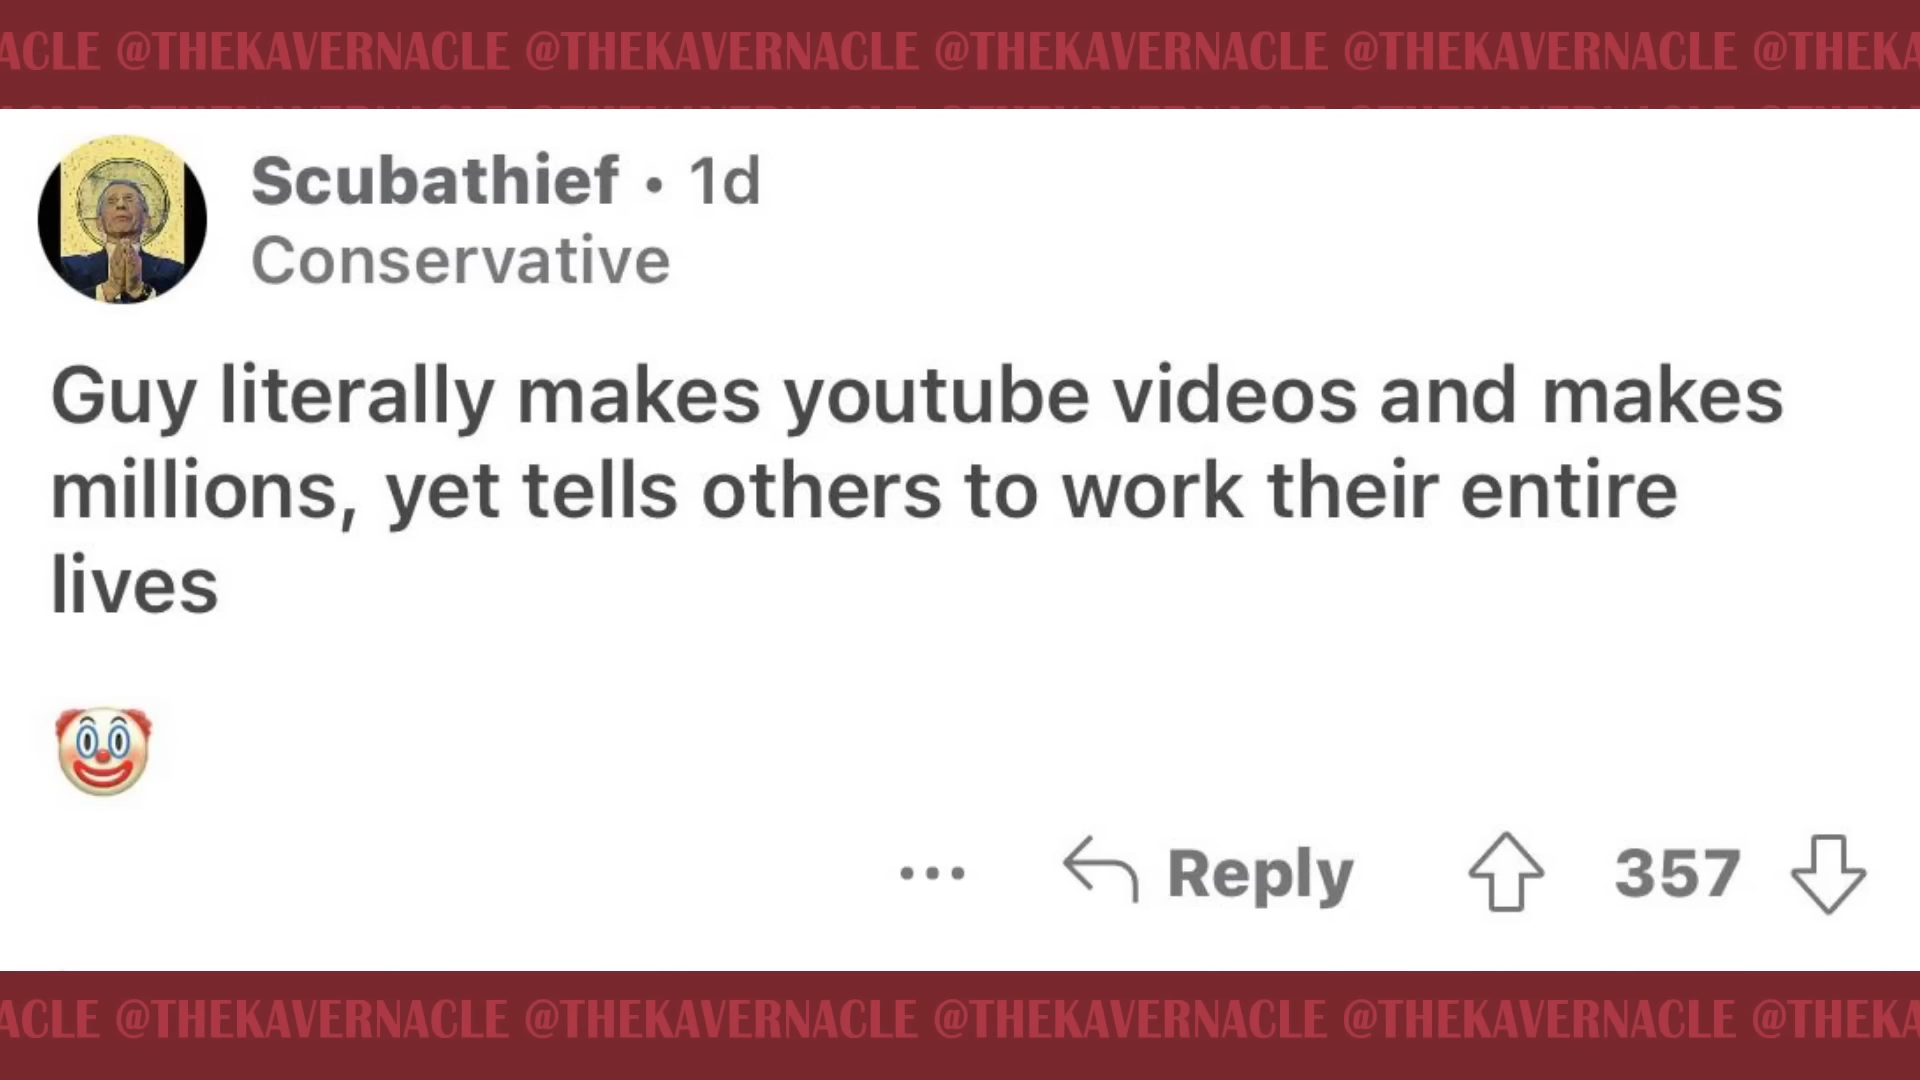 ACLE @THEKAVERNACLE @THEKAVERNACLE @THEKAVERNACLE @THEKAVERNACLE @THEKA
Scubathief • 1d
Conservative
Guy literally makes youtube videos and makes
millions, yet tells others to work their entire
lives
🤡
... Reply 357
ACLE @THEKAVERNACLE @THEKAVERNACLE @THEKAVERNACLE @THEKAVERNACLE @THEKA